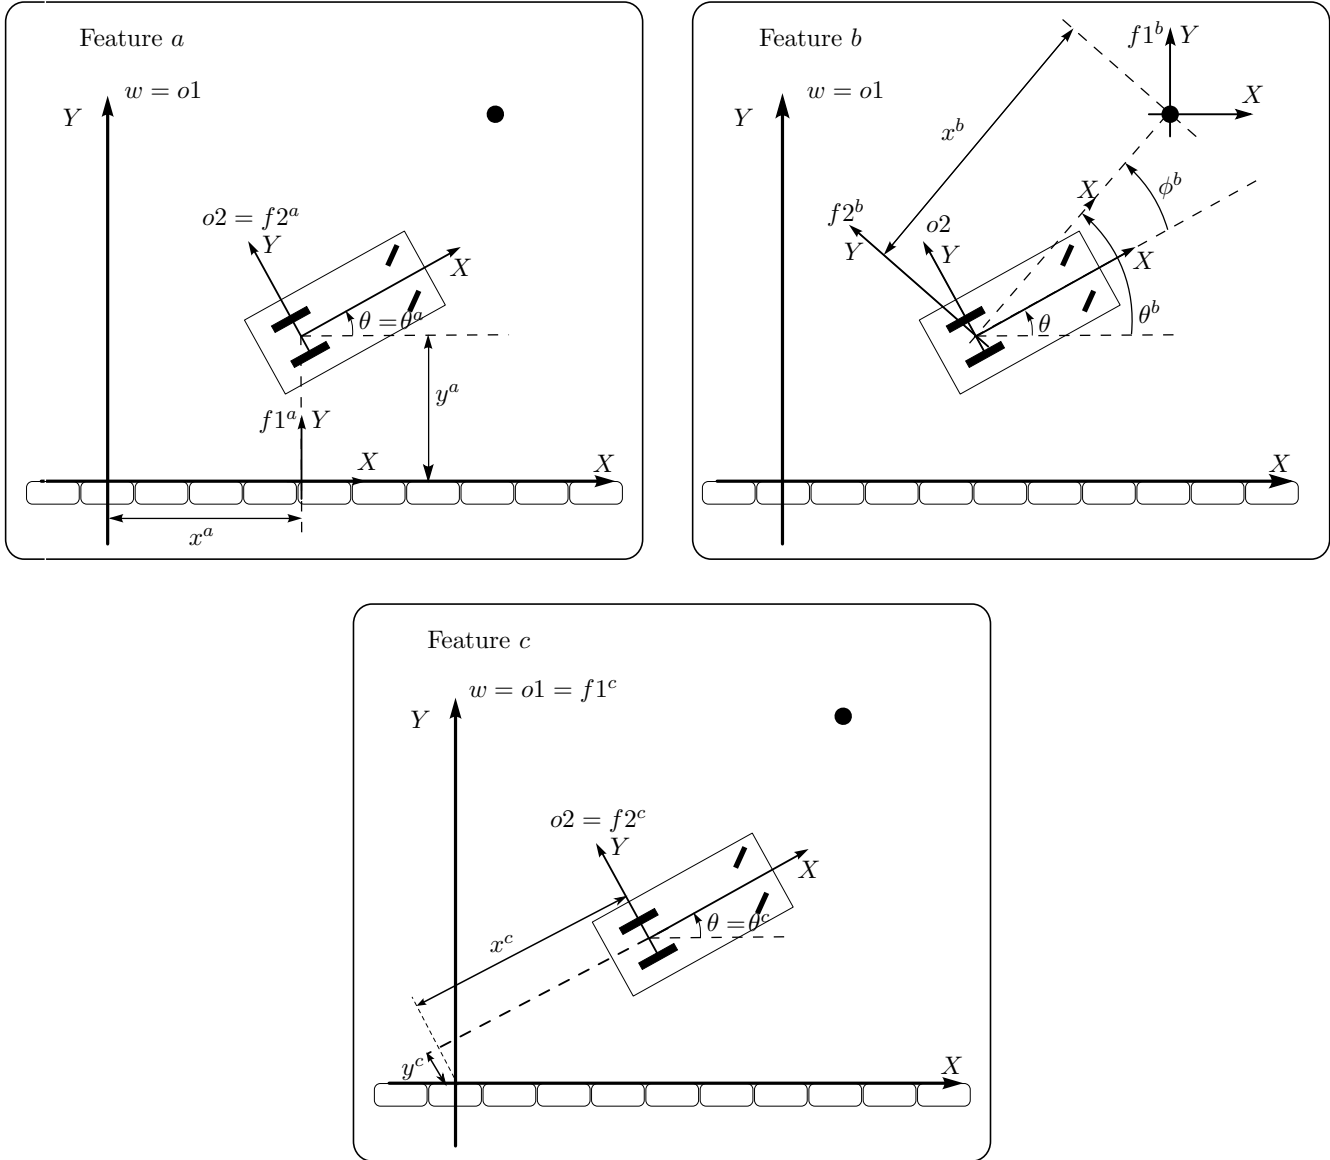 Feature a
w = o1
Y
o2 = f2^a
Y
X
θ = θ^a
y^a
f1^a
Y
X
X
x^a
Feature b
f1^b
Y
w = o1
Y
X
x^b
X
ϕ^b
f2^b
o2
Y
Y
X
θ^b
θ
X
Feature c
w = o1 = f1^c
Y
o2 = f2^c
Y
X
θ = θ^c
x^c
y^c
X